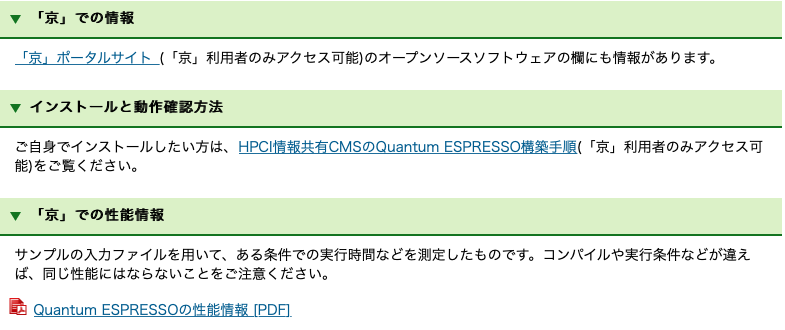 ▼ 「京」での情報
「京」ポータルサイト (「京」利用者のみアクセス可能)のオープンソースソフトウェアの欄にも情報があります。
▼ インストールと動作確認方法
ご自身でインストールしたい方は、HPCI情報共有CMSのQuantum ESPRESSO構築手順(「京」利用者のみアクセス可
能)をご覧ください。
▼ 「京」での性能情報
サンプルの入力ファイルを用いて、ある条件での実行時間などを測定したものです。コンパイルや実行条件などが違え
ば、同じ性能にはならないことをご注意ください。
Quantum ESPRESSOの性能情報 [PDF]